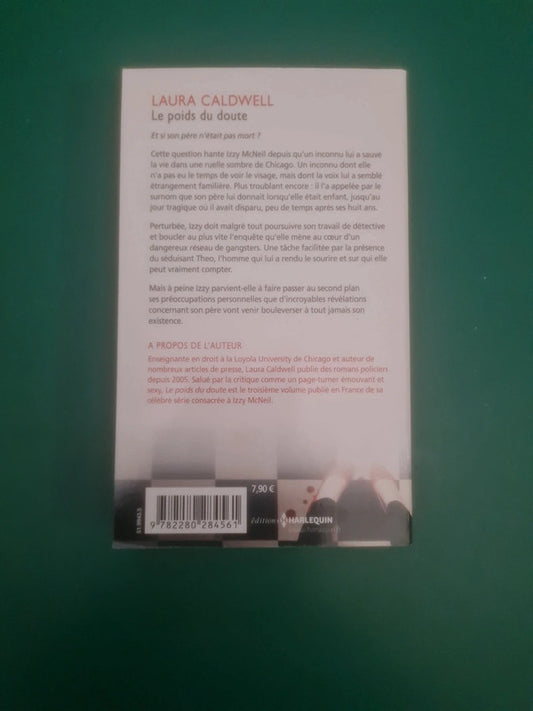 LAURA CALDWELL
Le poids du doute
Et si son père n'était pas mort ?
Cette question hante Izzy McNeil depuis qu'un inconnu lui a sauvé
la vie dans une ruelle sombre de Chicago. Un inconnu dont elle
n'a pas eu le temps de voir le visage, mais dont la voix lui a semblé
étrangement familière. Plus troublant encore : il l'a appelée par le
surnom que son père lui donnait lorsqu'elle était enfant, jusqu'au
jour tragique où il avait disparu, peu de temps après ses huit ans.
Perturbée, Izzy doit malgré tout poursuivre son travail de détective
et boucler au plus vite l'enquête qu'elle mène au cœur d'un
dangereux réseau de gangsters. Une tâche facilitée par la présence
du séduisant Theo, l'homme qui lui a rendu le sourire et sur qui elle
peut vraiment compter.
Mais à peine Izzy parvient-elle à faire passer au second plan
ses préoccupations personnelles que d'incroyables révélations
concernant son père vont venir bouleverser à tout jamais son
existence.
A PROPOS DE L'AUTEUR
Enseignante en droit à la Loyola University de Chicago et auteur de
nombreux articles de presse, Laura Caldwell publie des romans policiers
depuis 2005. Salué par la critique comme un page-turner émouvant et
sexy, Le poids du doute est le troisième volume publié en France de sa
célèbre série consacrée à Izzy McNeil.
7,90 €
9 782280 284561
éditions HARLEQUIN